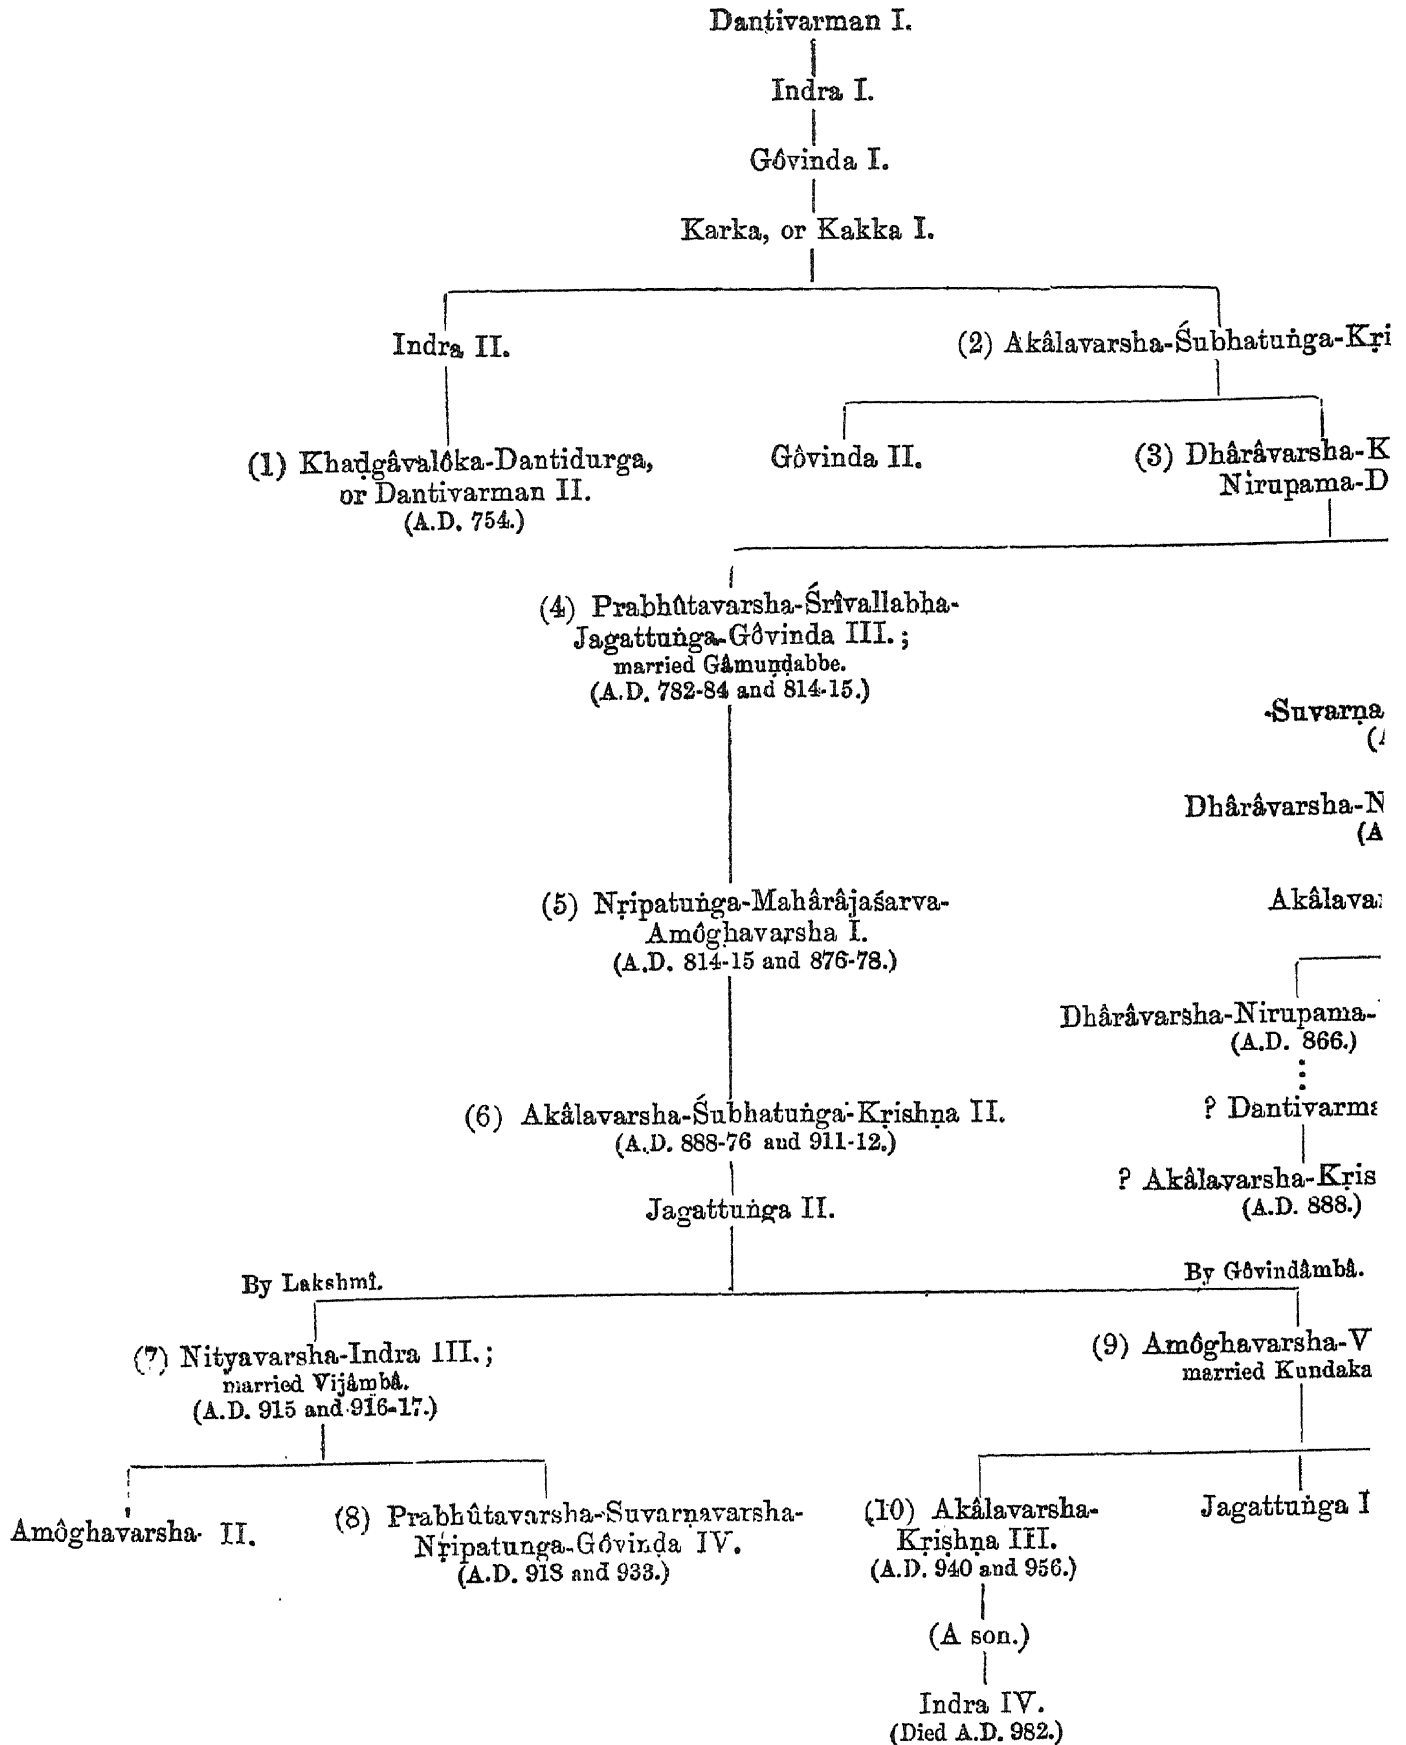 Dantivarman I.
Indra I.
Gôvinda I.
Karka, or Kakka I.
Indra II.
(2) Akâlavarsha-Śubhatuṅga-Kṛi
(1) Khaḍgâvalôka-Dantidurga,
or Dantivarman II.
(A.D. 754.)
Gôvinda II.
(3) Dhârâvarsha-K
Nirupama-D
(4) Prabhûtavarsha-Śrîvallabha-
Jagattuṅga-Gôvinda III.;
married Gâmuṇḍabbe.
(A.D. 782-84 and 814-15.)
-Suvarṇa
Dhârâvarsha-N
(A
(5) Nṛipatuṅga-Mahârâjaśarva-
Amôghavarsha I.
(A.D. 814-15 and 876-78.)
Akâlava
Dhârâvarsha-Nirupama-
(A.D. 866.)
(6) Akâlavarsha-Śubhatuṅga-Kṛishṇa II.
(A.D. 888-76 and 911-12.)
? Dantivarma
? Akâlavarsha-Kṛis
(A.D. 888.)
Jagattuṅga II.
By Lakshmî.
By Gôvindâmbâ.
(7) Nityavarsha-Indra III.;
married Vijâmbâ.
(A.D. 915 and 916-17.)
(9) Amôghavarsha-V
married Kundaka
Amôghavarsha II.
(8) Prabhûtavarsha-Suvarṇavarsha-
Nṛipatunga-Gôvinda IV.
(A.D. 918 and 933.)
(10) Akâlavarsha-
Kṛishṇa III.
(A.D. 940 and 956.)
Jagattuṅga I
(A son.)
Indra IV.
(Died A.D. 982.)